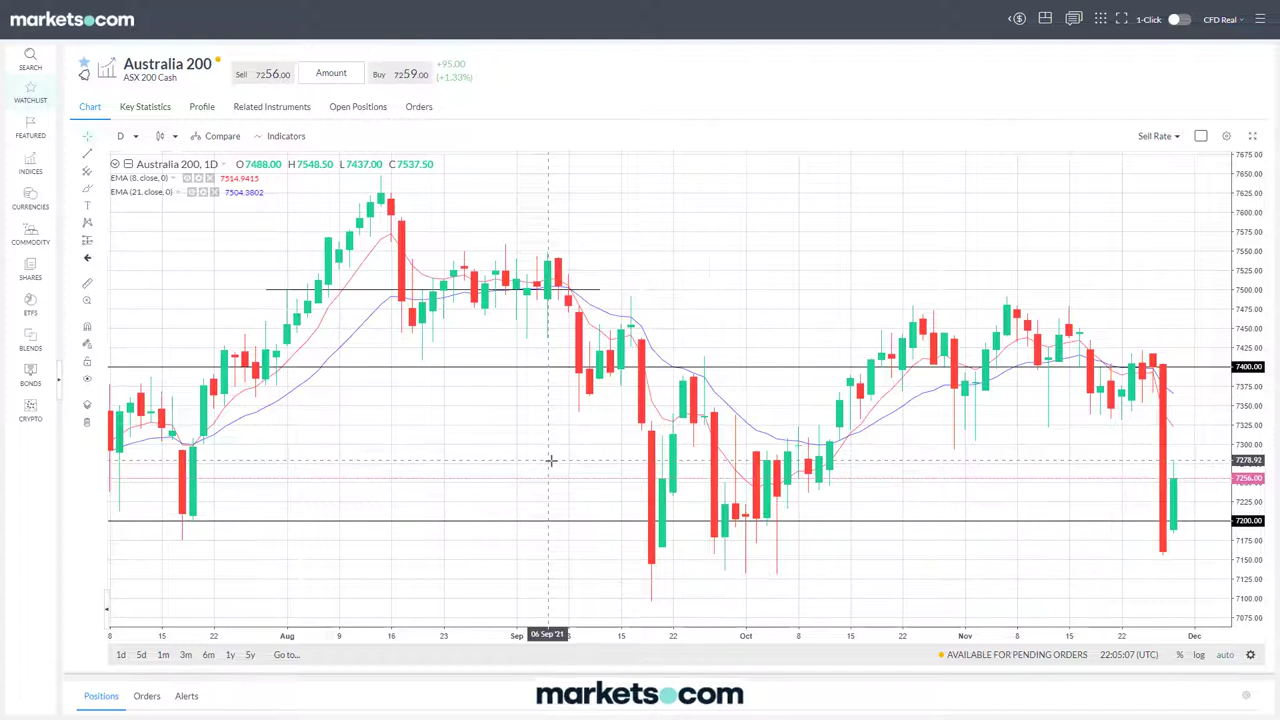 markets.com
1-Click
CFD Real
SEARCH
WATCHLIST
FEATURED
INDICES
CURRENCIES
COMMODITY
SHARES
ETFS
BLENDS
BONDS
CRYPTO
Australia 200
ASX 200 Cash
Sell 7256.00
Amount
Buy 7259.00
+95.00
(+1.33%)
Chart
Key Statistics
Profile
Related Instruments
Open Positions
Orders
D
Compare
Indicators
Sell Rate
Australia 200, 1D O7488.00 H7548.50 L7437.00 C7537.50
EMA (8, close, 0) 7514.9415
EMA (21, close, 0) 7504.3802
7675.00
7650.00
7625.00
7600.00
7575.00
7550.00
7525.00
7500.00
7475.00
7450.00
7425.00
7400.00
7375.00
7350.00
7325.00
7300.00
7278.92
7256.00
7225.00
7200.00
7175.00
7150.00
7125.00
7100.00
7075.00
8 15 22 Aug 9 16 23 Sep 06 Sep '21 8 15 22 Oct 8 15 22 Nov 8 15 22 Dec
1d 5d 1m 3m 6m 1y 5y Go to...
AVAILABLE FOR PENDING ORDERS 22:05:07 (UTC) % log auto
Positions
Orders
Alerts
markets.com